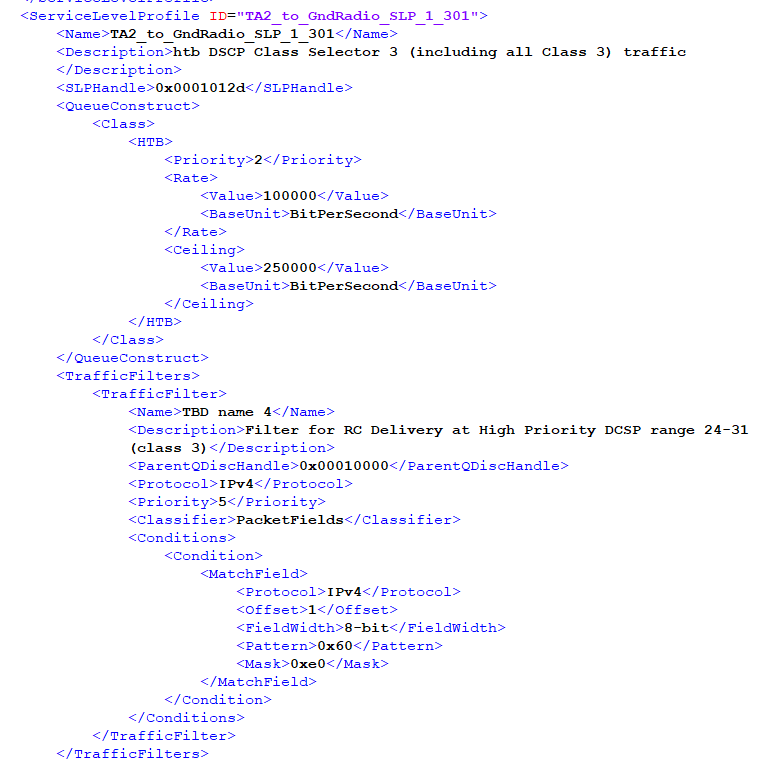 </ServiceLevelProfile>
<ServiceLevelProfile ID="TA2_to_GndRadio_SLP_1_301">
<Name>TA2_to_GndRadio_SLP_1_301</Name>
<Description>htb DSCP Class Selector 3 (including all Class 3) traffic
</Description>
<SLPHandle>0x0001012d</SLPHandle>
<QueueConstruct>
<Class>
<HTB>
<Priority>2</Priority>
<Rate>
<Value>100000</Value>
<BaseUnit>BitPerSecond</BaseUnit>
</Rate>
<Ceiling>
<Value>250000</Value>
<BaseUnit>BitPerSecond</BaseUnit>
</Ceiling>
</HTB>
</Class>
</QueueConstruct>
<TrafficFilters>
<TrafficFilter>
<Name>TBD name 4</Name>
<Description>Filter for RC Delivery at High Priority DCSP range 24-31
(class 3)</Description>
<ParentQDiscHandle>0x00010000</ParentQDiscHandle>
<Protocol>IPv4</Protocol>
<Priority>5</Priority>
<Classifier>PacketFields</Classifier>
<Conditions>
<Condition>
<MatchField>
<Protocol>IPv4</Protocol>
<Offset>1</Offset>
<FieldWidth>8-bit</FieldWidth>
<Pattern>0x60</Pattern>
<Mask>0xe0</Mask>
</MatchField>
</Condition>
</Conditions>
</TrafficFilter>
</TrafficFilters>